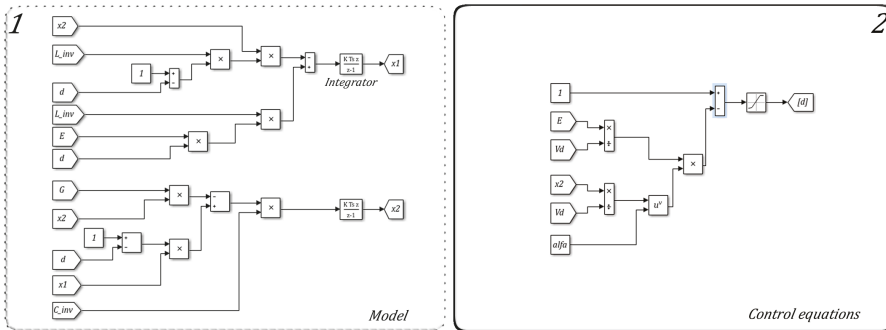 1
x2
L_inv
1
d
L_inv
E
d
+
-
×
×
-
+
K Ts z
z-1
Integrator
x1
×
×
G
x2
1
d
x1
C_inv
×
+
-
×
-
+
×
K Ts z
z-1
x2
Model
2
1
E
Vd
x2
Vd
alfa
×
÷
×
÷
u^v
×
+
-
[d]
Control equations